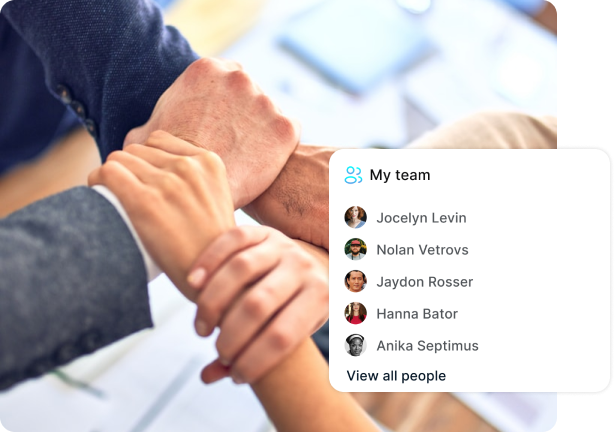 My team
Jocelyn Levin
Nolan Vetrovs
Jaydon Rosser
Hanna Bator
Anika Septimus
View all people